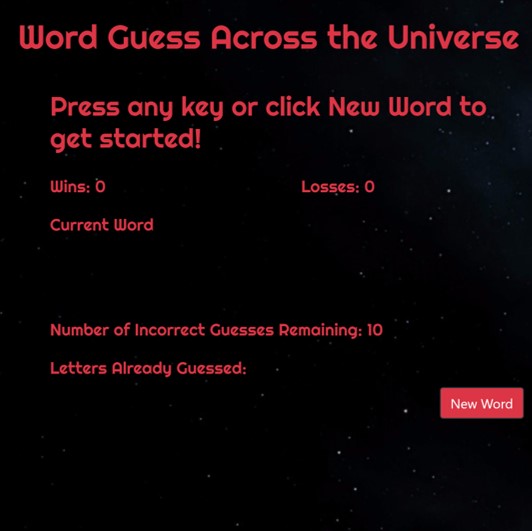 Word Guess Across the Universe
Press any key or click New Word to
get started!
Wins: 0 Losses: 0
Current Word
Number of Incorrect Guesses Remaining: 10
Letters Already Guessed:
New Word